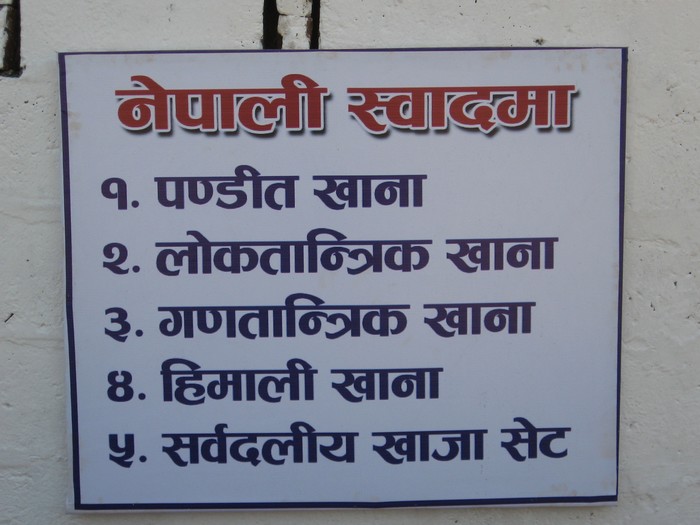 नेपाली स्वादमा
१. पण्डीत खाना
२. लोकतान्त्रिक खाना
३. गणतान्त्रिक खाना
४. हिमाली खाना
५. सर्वदलीय खाजा सेट